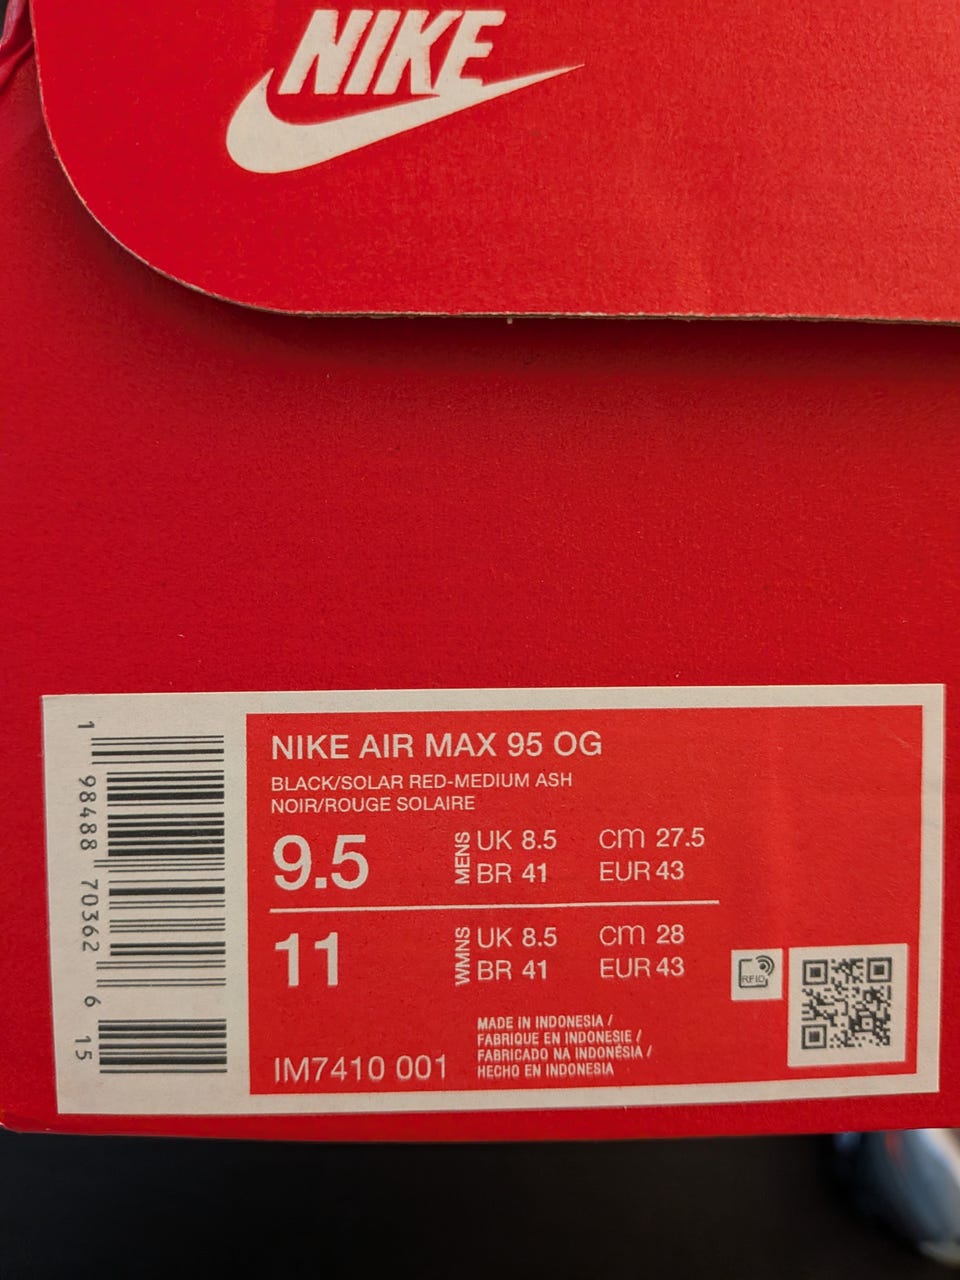 NIKE
1 98488 70362 6 15
NIKE AIR MAX 95 OG
BLACK/SOLAR RED-MEDIUM ASH
NOIR/ROUGE SOLAIRE
9.5 MENS UK 8.5 cm 27.5
BR 41 EUR 43
11 WMNS UK 8.5 cm 28
BR 41 EUR 43
RFID
MADE IN INDONESIA /
FABRIQUE EN INDONESIE /
FABRICADO NA INDONÉSIA /
HECHO EN INDONESIA
IM7410 001